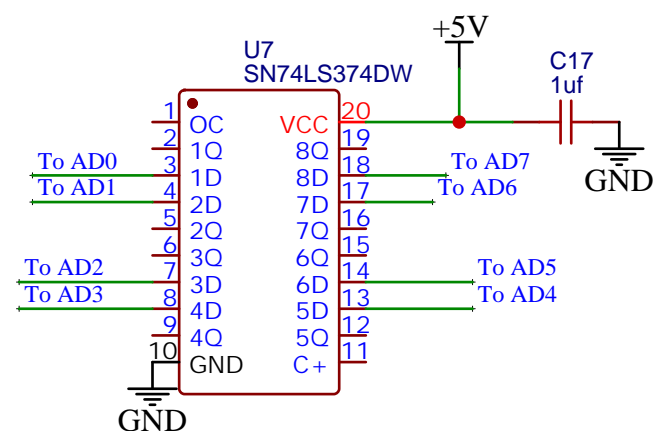 +5V
U7
SN74LS374DW
C17
1uf
1 OC VCC 20
2 1Q 8Q 19
To AD0 3 1D 8D 18 To AD7
To AD1 4 2D 7D 17 To AD6
5 2Q 7Q 16
6 3Q 6Q 15
To AD2 7 3D 6D 14 To AD5
To AD3 8 4D 5D 13 To AD4
9 4Q 5Q 12
10 GND C+ 11
GND
GND